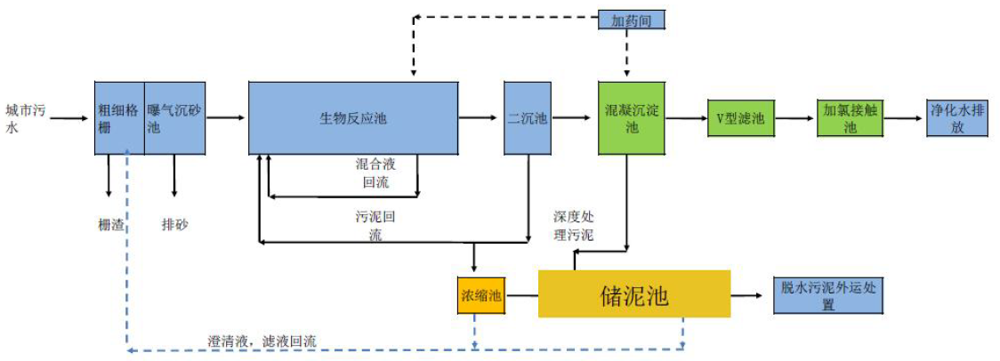 加药间
城市污
水
粗细格
栅
曝气沉砂
池
生物反应池
二沉池
混凝沉淀
池
V型滤池
加氯接触
池
净化水排
放
混合液
回流
栅渣
排砂
污泥回
流
深度处
理污泥
浓缩池
储泥池
脱水污泥外运处
置
澄清液，滤液回流